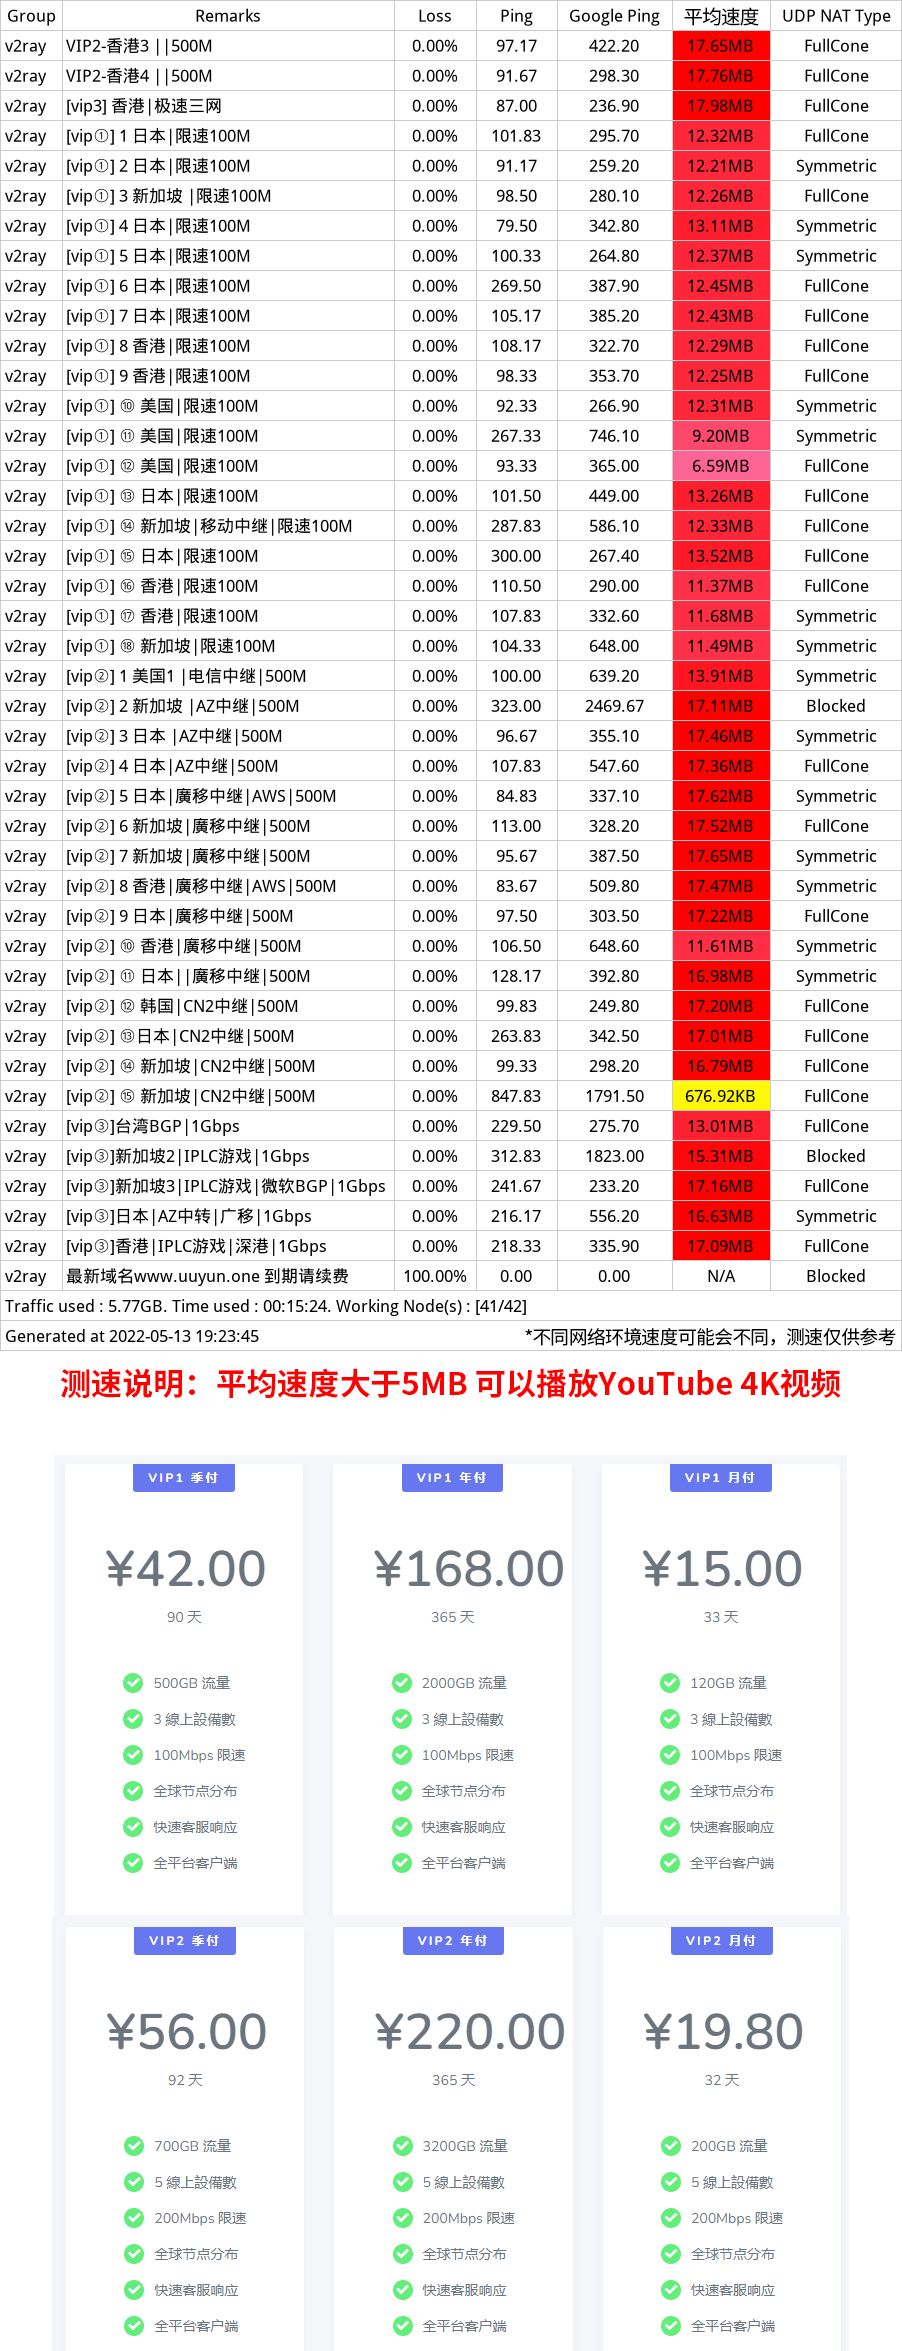 Group Remarks Loss Ping Google Ping 平均速度 UDP NAT Type
v2ray VIP2-香港3 ||500M 0.00% 97.17 422.20 17.65MB FullCone
v2ray VIP2-香港4 ||500M 0.00% 91.67 298.30 17.76MB FullCone
v2ray [vip3] 香港|极速三网 0.00% 87.00 236.90 17.98MB FullCone
v2ray [vip①] 1 日本|限速100M 0.00% 101.83 295.70 12.32MB FullCone
v2ray [vip①] 2 日本|限速100M 0.00% 91.17 259.20 12.21MB Symmetric
v2ray [vip①] 3 新加坡 |限速100M 0.00% 98.50 280.10 12.26MB FullCone
v2ray [vip①] 4 日本|限速100M 0.00% 79.50 342.80 13.11MB Symmetric
v2ray [vip①] 5 日本|限速100M 0.00% 100.33 264.80 12.37MB Symmetric
v2ray [vip①] 6 日本|限速100M 0.00% 269.50 387.90 12.45MB FullCone
v2ray [vip①] 7 日本|限速100M 0.00% 105.17 385.20 12.43MB FullCone
v2ray [vip①] 8 香港|限速100M 0.00% 108.17 322.70 12.29MB FullCone
v2ray [vip①] 9 香港|限速100M 0.00% 98.33 353.70 12.25MB FullCone
v2ray [vip①] ⑩ 美国|限速100M 0.00% 92.33 266.90 12.31MB Symmetric
v2ray [vip①] ⑪ 美国|限速100M 0.00% 267.33 746.10 9.20MB Symmetric
v2ray [vip①] ⑫ 美国|限速100M 0.00% 93.33 365.00 6.59MB FullCone
v2ray [vip①] ⑬ 日本|限速100M 0.00% 101.50 449.00 13.26MB FullCone
v2ray [vip①] ⑭ 新加坡|移动中继|限速100M 0.00% 287.83 586.10 12.33MB FullCone
v2ray [vip①] ⑮ 日本|限速100M 0.00% 300.00 267.40 13.52MB FullCone
v2ray [vip①] ⑯ 香港|限速100M 0.00% 110.50 290.00 11.37MB FullCone
v2ray [vip①] ⑰ 香港|限速100M 0.00% 107.83 332.60 11.68MB Symmetric
v2ray [vip①] ⑱ 新加坡|限速100M 0.00% 104.33 648.00 11.49MB Symmetric
v2ray [vip②] 1 美国1 |电信中继|500M 0.00% 100.00 639.20 13.91MB Symmetric
v2ray [vip②] 2 新加坡 |AZ中继|500M 0.00% 323.00 2469.67 17.11MB Blocked
v2ray [vip②] 3 日本 |AZ中继|500M 0.00% 96.67 355.10 17.46MB Symmetric
v2ray [vip②] 4 日本|AZ中继|500M 0.00% 107.83 547.60 17.36MB FullCone
v2ray [vip②] 5 日本|廣移中继|AWS|500M 0.00% 84.83 337.10 17.62MB Symmetric
v2ray [vip②] 6 新加坡|廣移中继|500M 0.00% 113.00 328.20 17.52MB FullCone
v2ray [vip②] 7 新加坡|廣移中继|500M 0.00% 95.67 387.50 17.65MB Symmetric
v2ray [vip②] 8 香港|廣移中继|AWS|500M 0.00% 83.67 509.80 17.47MB Symmetric
v2ray [vip②] 9 日本|廣移中继|500M 0.00% 97.50 303.50 17.22MB FullCone
v2ray [vip②] ⑩ 香港|廣移中继|500M 0.00% 106.50 648.60 11.61MB Symmetric
v2ray [vip②] ⑪ 日本||廣移中继|500M 0.00% 128.17 392.80 16.98MB Symmetric
v2ray [vip②] ⑫ 韩国|CN2中继|500M 0.00% 99.83 249.80 17.20MB FullCone
v2ray [vip②] ⑬日本|CN2中继|500M 0.00% 263.83 342.50 17.01MB FullCone
v2ray [vip②] ⑭ 新加坡|CN2中继|500M 0.00% 99.33 298.20 16.79MB FullCone
v2ray [vip②] ⑮ 新加坡|CN2中继|500M 0.00% 847.83 1791.50 676.92KB FullCone
v2ray [vip③]台湾BGP|1Gbps 0.00% 229.50 275.70 13.01MB FullCone
v2ray [vip③]新加坡2|IPLC游戏|1Gbps 0.00% 312.83 1823.00 15.31MB Blocked
v2ray [vip③]新加坡3|IPLC游戏|微软BGP|1Gbps 0.00% 241.67 233.20 17.16MB FullCone
v2ray [vip③]日本|AZ中转|广移|1Gbps 0.00% 216.17 556.20 16.63MB Symmetric
v2ray [vip③]香港|IPLC游戏|深港|1Gbps 0.00% 218.33 335.90 17.09MB FullCone
v2ray 最新域名www.uuyun.one 到期请续费 100.00% 0.00 0.00 N/A Blocked
Traffic used : 5.77GB. Time used : 00:15:24. Working Node(s) : [41/42]
Generated at 2022-05-13 19:23:45 *不同网络环境速度可能会不同，测速仅供参考
测速说明：平均速度大于5MB 可以播放YouTube 4K视频
VIP1 季付 VIP1 年付 VIP1 月付
¥42.00 ¥168.00 ¥15.00
90 天 365 天 33 天
500GB 流量 2000GB 流量 120GB 流量
3 線上設備數 3 線上設備數 3 線上設備數
100Mbps 限速 100Mbps 限速 100Mbps 限速
全球节点分布 全球节点分布 全球节点分布
快速客服响应 快速客服响应 快速客服响应
全平台客户端 全平台客户端 全平台客户端
VIP2 季付 VIP2 年付 VIP2 月付
¥56.00 ¥220.00 ¥19.80
92 天 365 天 32 天
700GB 流量 3200GB 流量 200GB 流量
5 線上設備數 5 線上設備數 5 線上設備數
200Mbps 限速 200Mbps 限速 200Mbps 限速
全球节点分布 全球节点分布 全球节点分布
快速客服响应 快速客服响应 快速客服响应
全平台客户端 全平台客户端 全平台客户端